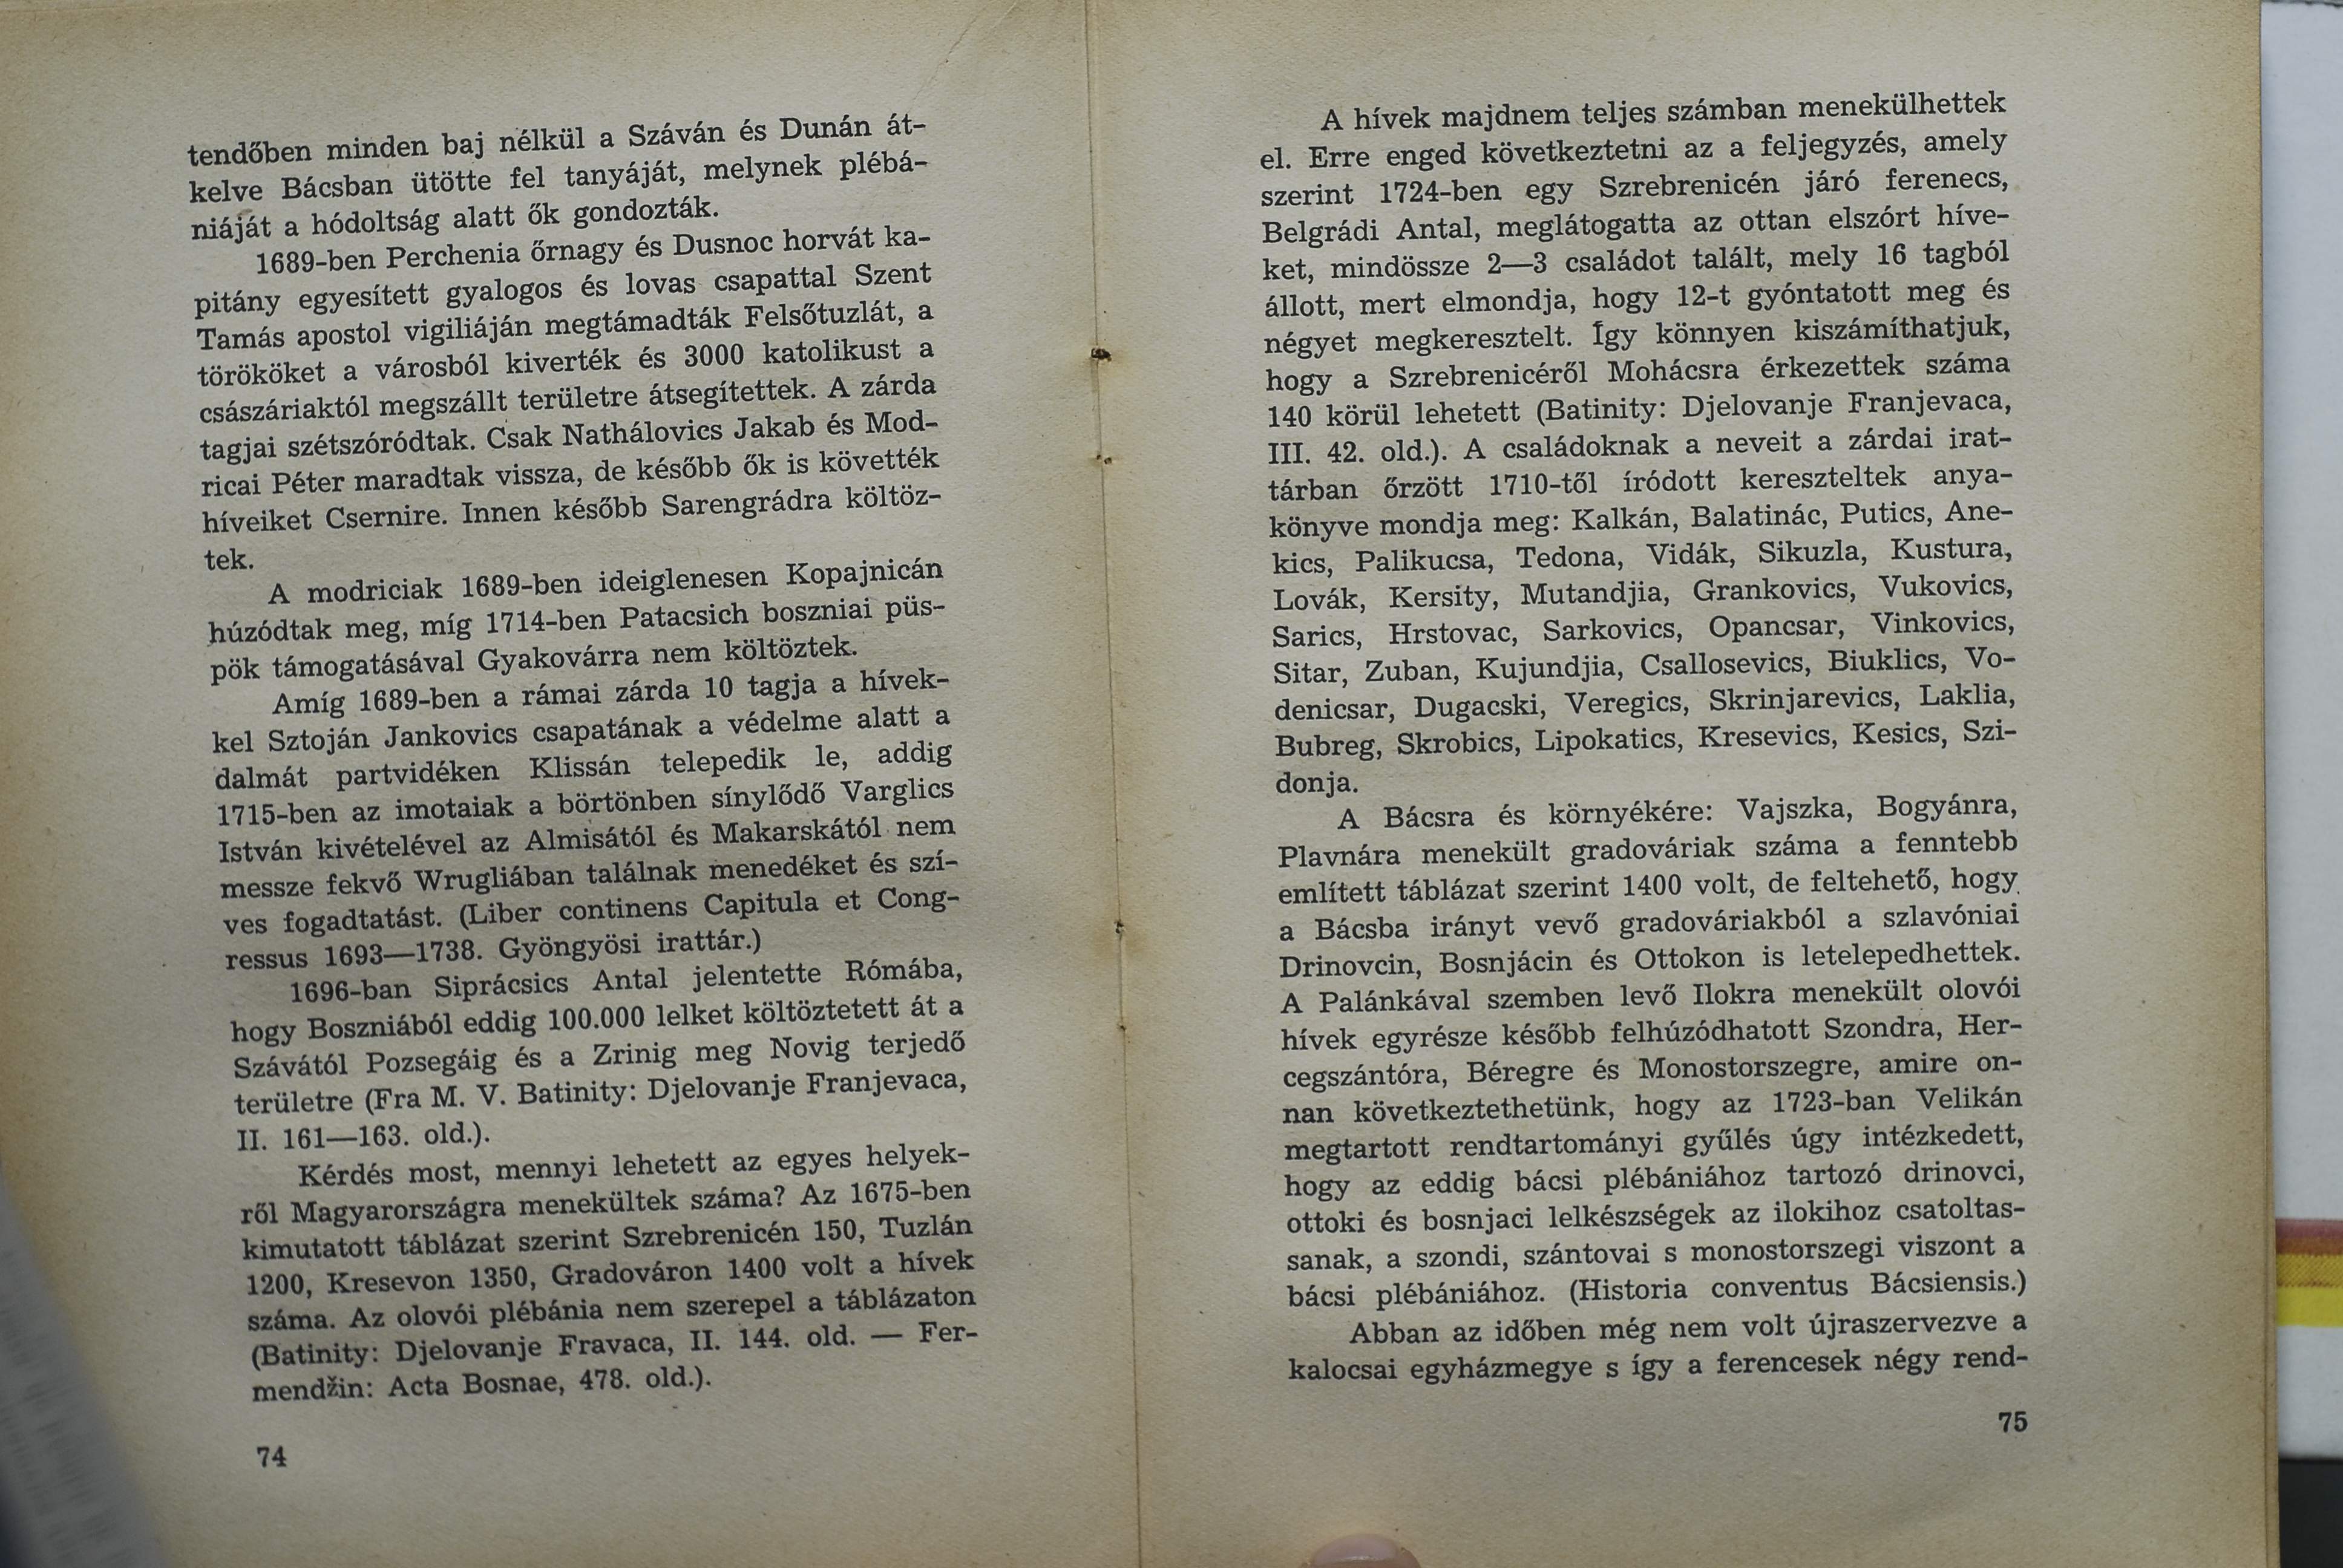 tendőben minden baj nélkül a Száván és Dunán át-
kelve Bácsban ütötte fel tanyáját, melynek plébá-
niáját a hódoltság alatt ők gondozták.
1689-ben Perchenia őrnagy és Dusnoc horvát ka-
pitány egyesített gyalogos és lovas csapattal Szent
Tamás apostol vigiliáján megtámadták Felsőtuzlát, a
törököket a városból kiverték és 3000 katolikust a
császáriaktól megszállt területre átsegítettek. A zárda
tagjai szétszóródtak. Csak Nathálovics Jakab és Mod-
ricai Péter maradtak vissza, de később ők is követték
híveiket Csernire. Innen később Sarengrádra költöz-
tek.
A modriciak 1689-ben ideiglenesen Kopajnicán
húzódtak meg, míg 1714-ben Patacsich boszniai püs-
pök támogatásával Gyakovárra nem költöztek.
Amíg 1689-ben a rámai zárda 10 tagja a hívek-
kel Sztoján Jankovics csapatának a védelme alatt a
dalmát partvidéken Klissán telepedik le, addig
1715-ben az imotaiak a börtönben sínylődő Varglics
István kivételével az Almisától és Makarskától nem
messze fekvő Wrugliában találnak menedéket és szí-
ves fogadtatást. (Liber continens Capitula et Cong-
ressus 1693—1738. Gyöngyösi irattár.)
1696-ban Siprácsics Antal jelentette Rómába,
hogy Boszniából eddig 100.000 lelket költöztetett át a
Szávától Pozsegáig és a Zrinig meg Novig terjedő
területre (Fra M. V. Batinity: Djelovanje Franjevaca,
II. 161—163. old.).
Kérdés most, mennyi lehetett az egyes helyek-
ről Magyarországra menekültek száma? Az 1675-ben
kimutatott táblázat szerint Szrebrenicén 150, Tuzlán
1200, Kresevon 1350, Gradováron 1400 volt a hívek
száma. Az olovói plébánia nem szerepel a táblázaton
(Batinity: Djelovanje Fravaca, II. 144. old. — Fer-
mendžin: Acta Bosnae, 478. old.).
74
A hívek majdnem teljes számban menekülhettek
el. Erre enged következtetni az a feljegyzés, amely
szerint 1724-ben egy Szrebrenicén járó ferenecs,
Belgrádi Antal, meglátogatta az ottan elszórt híve-
ket, mindössze 2—3 családot talált, mely 16 tagból
állott, mert elmondja, hogy 12-t gyóntatott meg és
négyet megkeresztelt. Így könnyen kiszámíthatjuk,
hogy a Szrebrenicéről Mohácsra érkezettek száma
140 körül lehetett (Batinity: Djelovanje Franjevaca,
III. 42. old.). A családoknak a neveit a zárdai irat-
tárban őrzött 1710-től íródott kereszteltek anya-
könyve mondja meg: Kalkán, Balatinác, Putics, Ane-
kics, Palikucsa, Tedona, Vidák, Sikuzla, Kustura,
Lovák, Kersity, Mutandjia, Grankovics, Vukovics,
Sarics, Hrstovac, Sarkovics, Opancsar, Vinkovics,
Sitar, Zuban, Kujundjia, Csallosevics, Biuklics, Vo-
denicsar, Dugacski, Veregics, Skrinjarevics, Laklia,
Bubreg, Skrobics, Lipokatics, Kresevics, Kesics, Szi-
donja.
A Bácsra és környékére: Vajszka, Bogyánra,
Plavnára menekült gradováriak száma a fenntebb
említett táblázat szerint 1400 volt, de feltehető, hogy
a Bácsba irányt vevő gradováriakból a szlavóniai
Drinovcin, Bosnjácin és Ottokon is letelepedhettek.
A Palánkával szemben levő Ilokra menekült olovói
hívek egyrésze később felhúzódhatott Szondra, Her-
cegszántóra, Béregre és Monostorszegre, amire on-
nan következtethetünk, hogy az 1723-ban Velikán
megtartott rendtartományi gyűlés úgy intézkedett,
hogy az eddig bácsi plébániához tartozó drinovci,
ottoki és bosnjaci lelkészségek az ilokihoz csatoltas-
sanak, a szondi, szántovai s monostorszegi viszont a
bácsi plébániához. (Historia conventus Bácsiensis.)
Abban az időben még nem volt újraszervezve a
kalocsai egyházmegye s így a ferencesek négy rend-
75